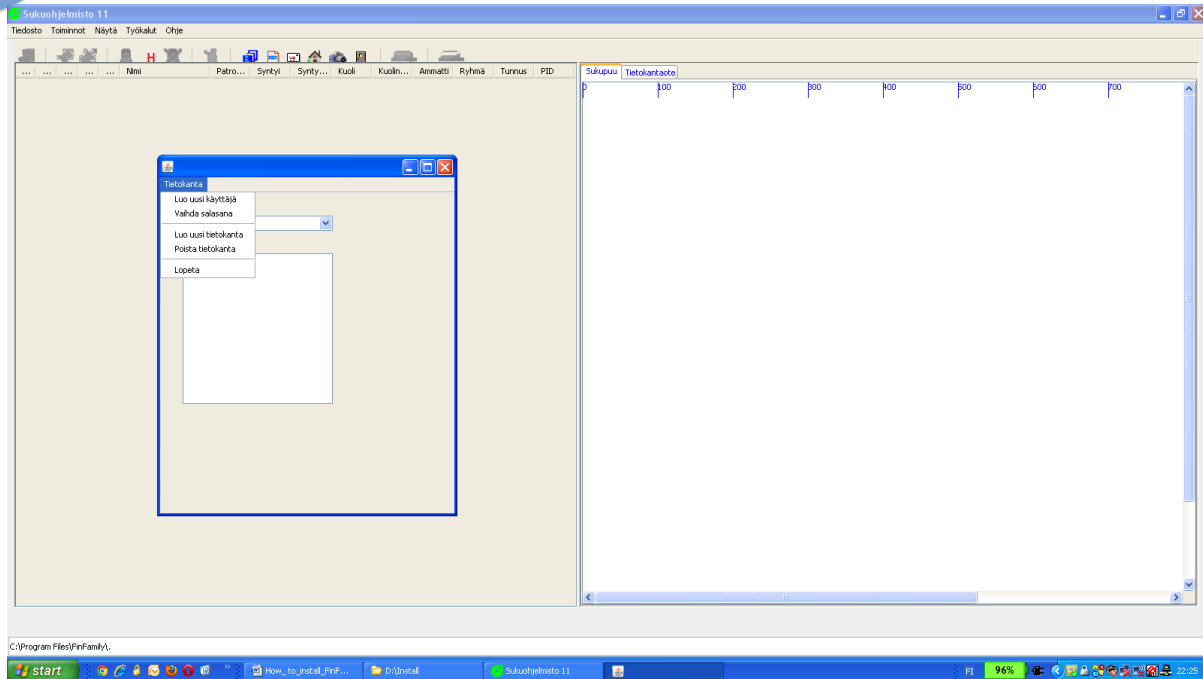 Sukuohjelmisto 11
Tiedosto Toiminnot Näytä Työkalut Ohje
H
... ... ... ... ... Nimi Patro... Syntyi Synty... Kuoli Kuolin... Ammatti Ryhmä Tunnus PID
Sukupuu Tietokantaote
0 100 200 300 400 500 600 700
Tietokanta
Luo uusi käyttäjä
Vaihda salasana
Luo uusi tietokanta
Poista tietokanta
Lopeta
C:\Program Files\FinFamily\.
start How_to_install_FinF... D:\Install Sukuohjelmisto 11 FI 96% 22:25